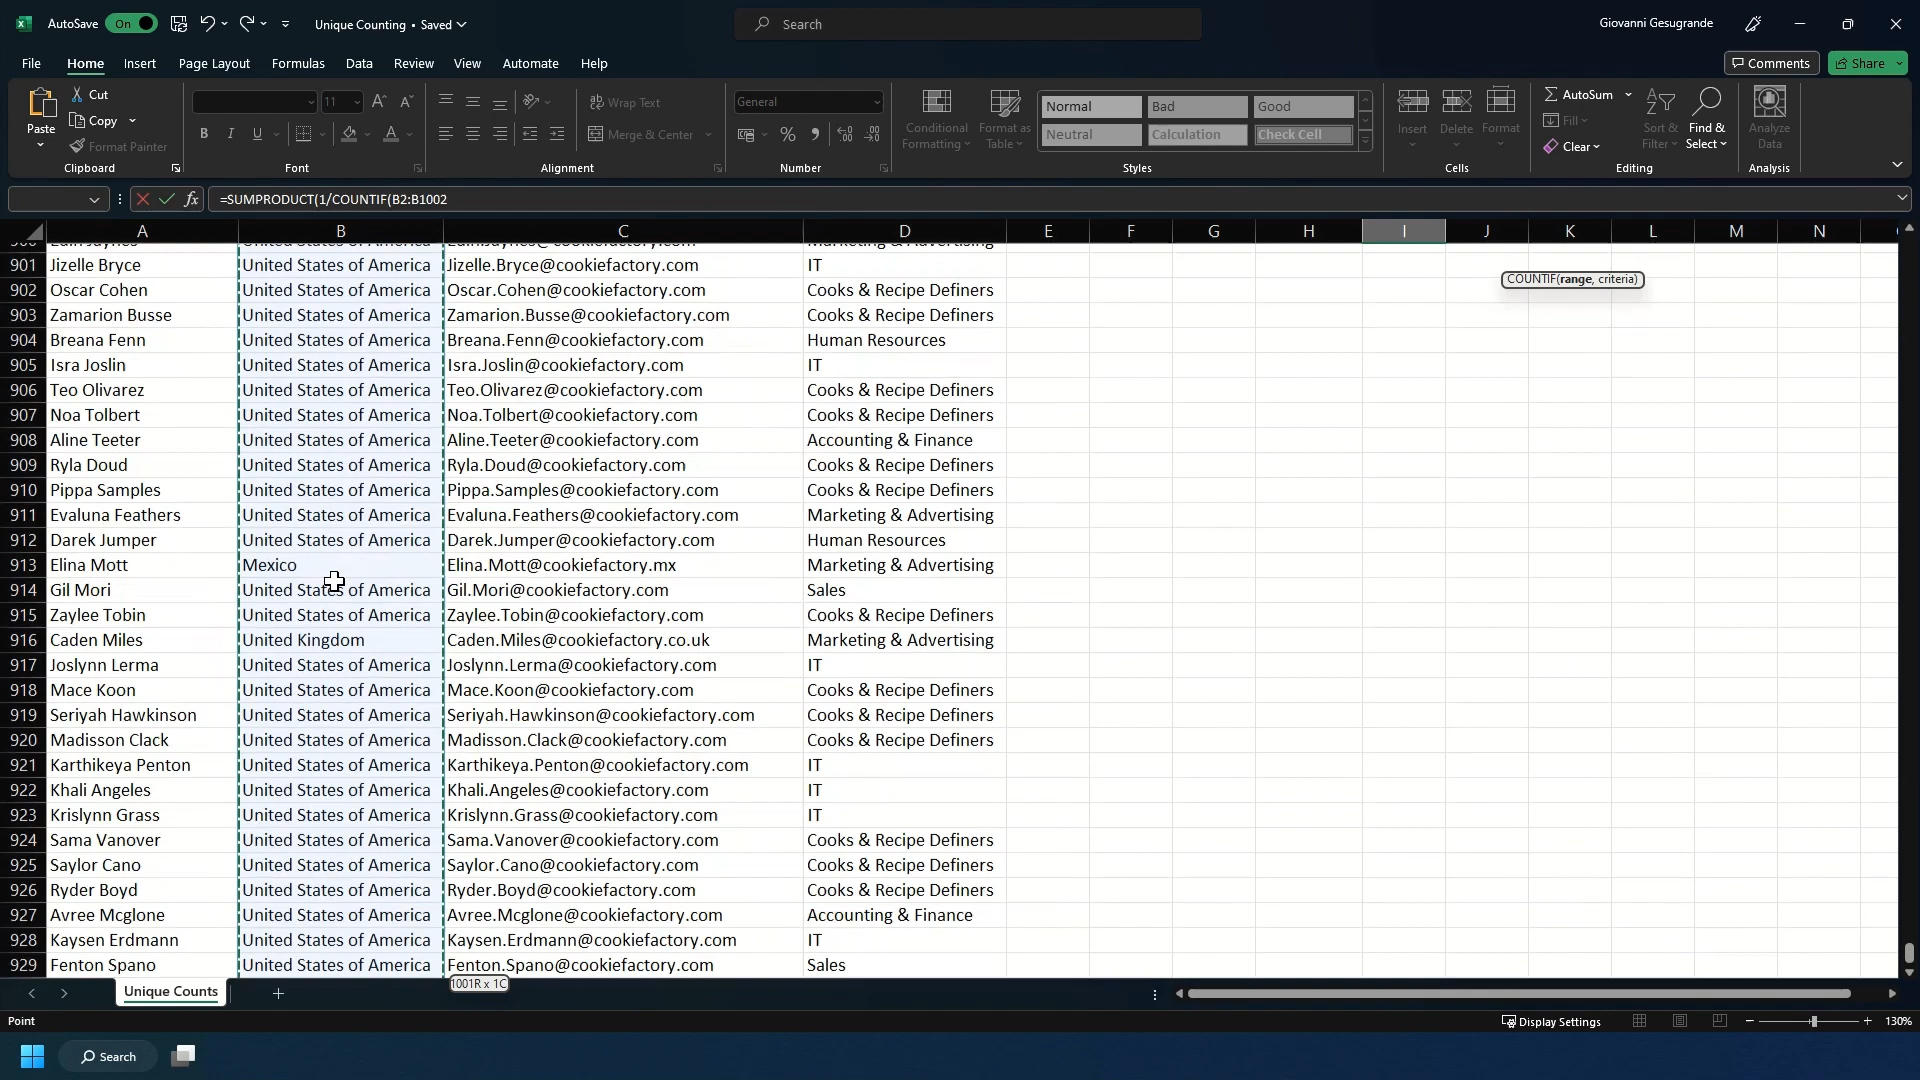 AutoSave On Unique Counting • Saved Search Giovanni Gesugrande
File Home Insert Page Layout Formulas Data Review View Automate Help Comments Share
Paste Cut Copy Format Painter
11 Wrap Text Merge & Center General
Conditional Formatting Format as Table
Normal Bad Good
Neutral Calculation Check Cell
Insert Delete Format
AutoSum Fill Clear Sort & Filter Find & Select Analyze Data
Clipboard Font Alignment Number Styles Cells Editing Analysis
=SUMPRODUCT(1/COUNTIF(B2:B1002
A B C D E F G H I J K L M N
901 Jizelle Bryce United States of America Jizelle.Bryce@cookiefactory.com IT
COUNTIF(range, criteria)
902 Oscar Cohen United States of America Oscar.Cohen@cookiefactory.com Cooks & Recipe Definers
903 Zamarion Busse United States of America Zamarion.Busse@cookiefactory.com Cooks & Recipe Definers
904 Breana Fenn United States of America Breana.Fenn@cookiefactory.com Human Resources
905 Isra Joslin United States of America Isra.Joslin@cookiefactory.com IT
906 Teo Olivarez United States of America Teo.Olivarez@cookiefactory.com Cooks & Recipe Definers
907 Noa Tolbert United States of America Noa.Tolbert@cookiefactory.com Cooks & Recipe Definers
908 Aline Teeter United States of America Aline.Teeter@cookiefactory.com Accounting & Finance
909 Ryla Doud United States of America Ryla.Doud@cookiefactory.com Cooks & Recipe Definers
910 Pippa Samples United States of America Pippa.Samples@cookiefactory.com Cooks & Recipe Definers
911 Evaluna Feathers United States of America Evaluna.Feathers@cookiefactory.com Marketing & Advertising
912 Darek Jumper United States of America Darek.Jumper@cookiefactory.com Human Resources
913 Elina Mott Mexico Elina.Mott@cookiefactory.mx Marketing & Advertising
914 Gil Mori United States of America Gil.Mori@cookiefactory.com Sales
915 Zaylee Tobin United States of America Zaylee.Tobin@cookiefactory.com Cooks & Recipe Definers
916 Caden Miles United Kingdom Caden.Miles@cookiefactory.co.uk Marketing & Advertising
917 Joslynn Lerma United States of America Joslynn.Lerma@cookiefactory.com IT
918 Mace Koon United States of America Mace.Koon@cookiefactory.com Cooks & Recipe Definers
919 Seriyah Hawkinson United States of America Seriyah.Hawkinson@cookiefactory.com Cooks & Recipe Definers
920 Madisson Clack United States of America Madisson.Clack@cookiefactory.com Cooks & Recipe Definers
921 Karthikeya Penton United States of America Karthikeya.Penton@cookiefactory.com IT
922 Khali Angeles United States of America Khali.Angeles@cookiefactory.com IT
923 Krislynn Grass United States of America Krislynn.Grass@cookiefactory.com IT
924 Sama Vanover United States of America Sama.Vanover@cookiefactory.com Cooks & Recipe Definers
925 Saylor Cano United States of America Saylor.Cano@cookiefactory.com Cooks & Recipe Definers
926 Ryder Boyd United States of America Ryder.Boyd@cookiefactory.com Cooks & Recipe Definers
927 Avree Mcglone United States of America Avree.Mcglone@cookiefactory.com Accounting & Finance
928 Kaysen Erdmann United States of America Kaysen.Erdmann@cookiefactory.com IT
929 Fenton Spano United States of America Fenton.Spano@cookiefactory.com Sales
1001R x 1C
Unique Counts
Point Display Settings 130%
Search